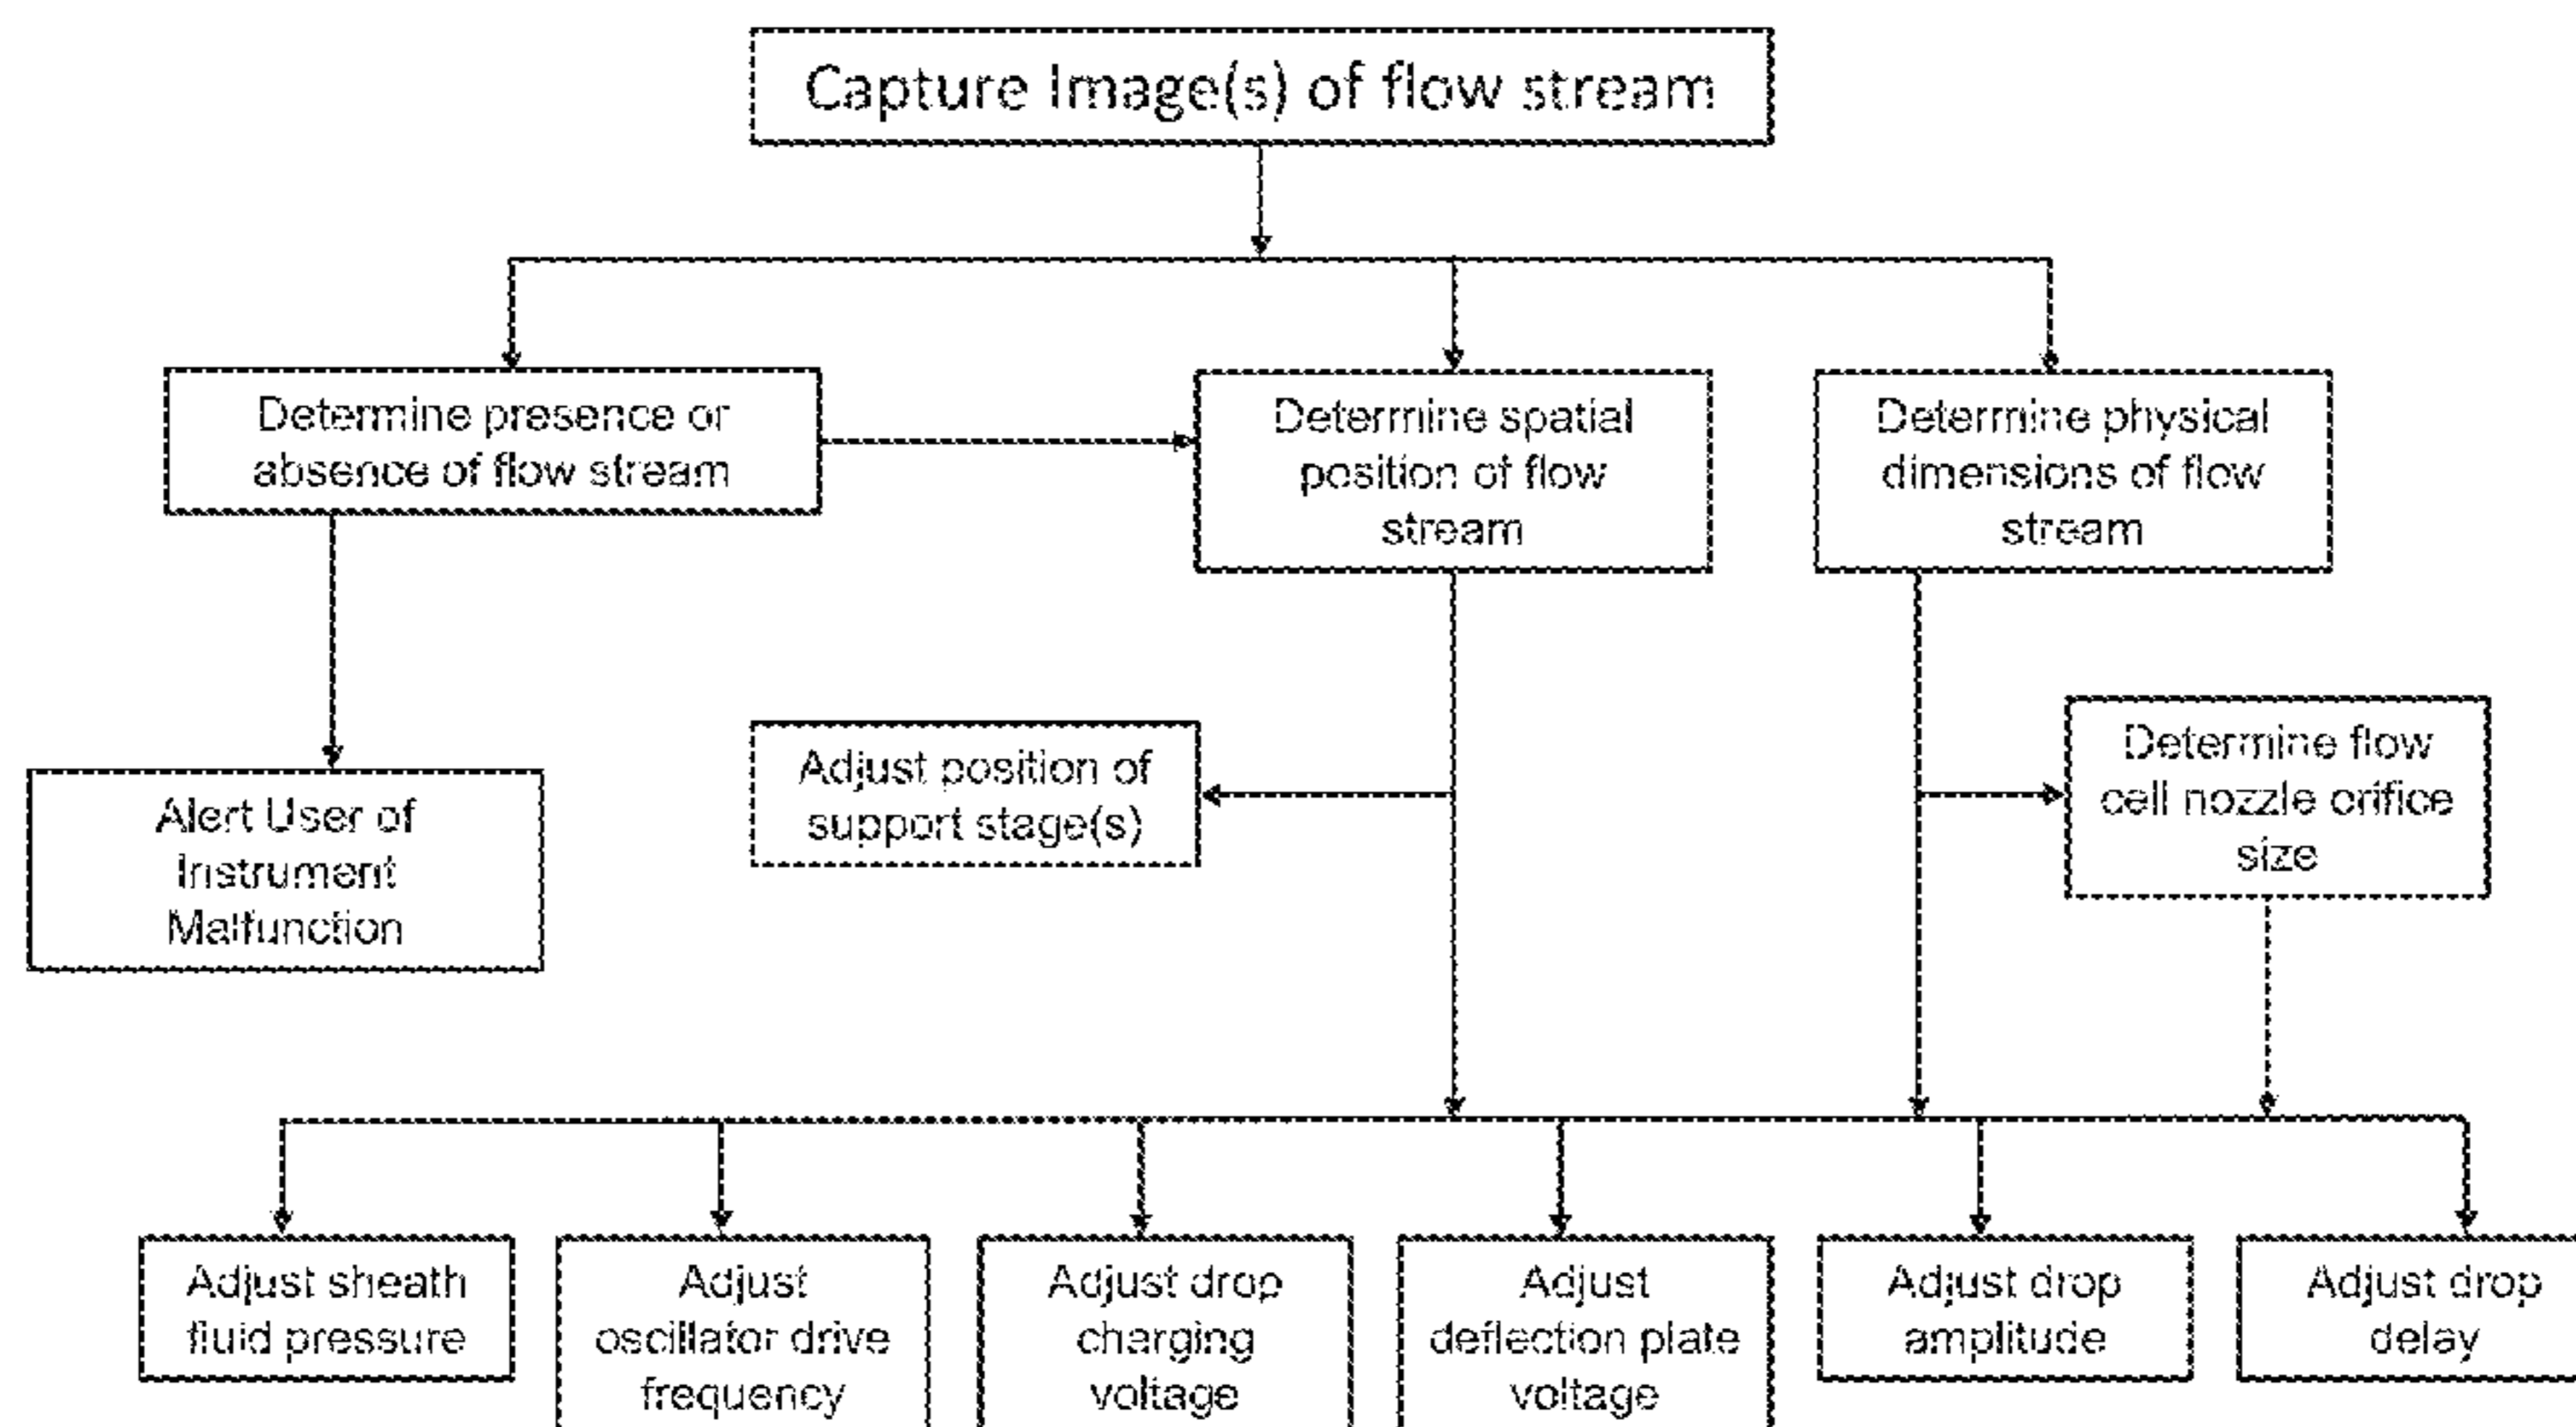 Capture Image(s) of flow stream
Determine presence or
absence of flow stream
Determine spatial
position of flow
stream
Determine physical
dimensions of flow
stream
Alert User of
Instrument
Malfunction
Adjust position of
support stage(s)
Determine flow
cell nozzle orifice
size
Adjust sheath
fluid pressure
Adjust
oscillator drive
frequency
Adjust drop
charging
voltage
Adjust
deflection plate
voltage
Adjust drop
amplitude
Adjust drop
delay